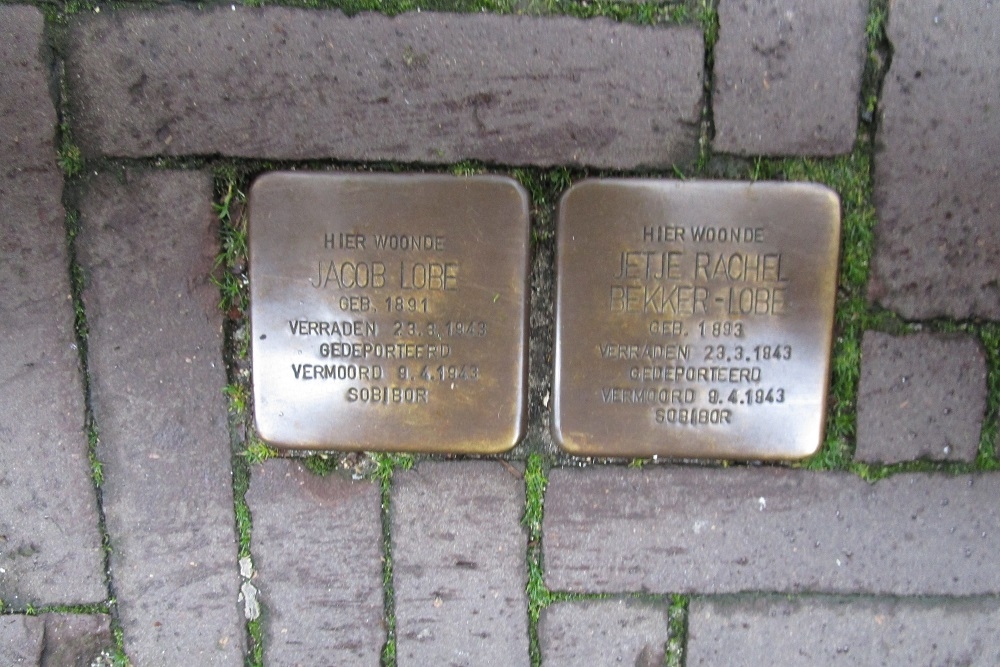 HIER WOONDE
JACOB LOBE
GEB. 1891
VERRADEN 23.3.1943
GEDEPORTEERD
VERMOORD 9.4.1943
SOBIBOR
HIER WOONDE
JETJE RACHEL
BEKKER-LOBE
GEB. 1893
VERRADEN 23.3.1943
GEDEPORTEERD
VERMOORD 9.4.1943
SOBIBOR